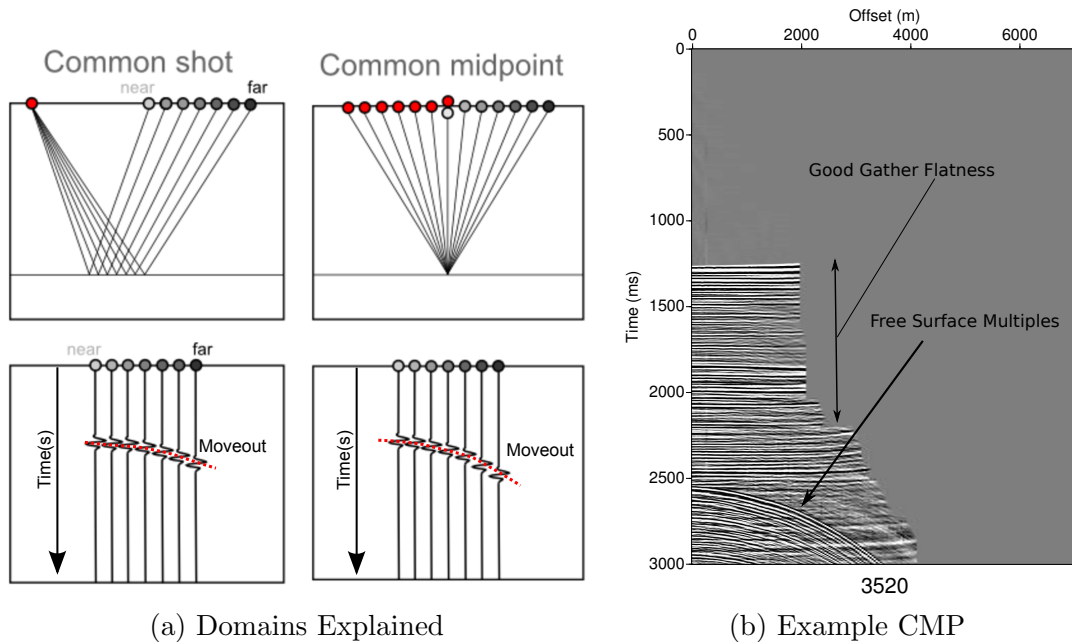 Common shot
near far
Common midpoint
near far
Time(s)
Moveout
Time(s)
Moveout
(a) Domains Explained
Offset (m)
0 2000 4000 6000
0
500
1000
1500
2000
2500
3000
Time (ms)
Good Gather Flatness
Free Surface Multiples
3520
(b) Example CMP